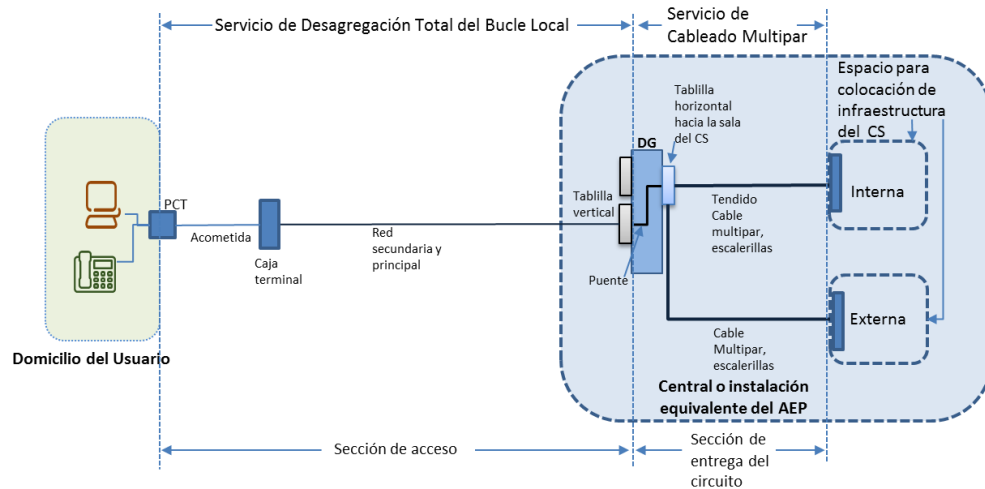 Servicio de Desagregación Total del Bucle Local
Servicio de
Cableado Multipar
Espacio para
colocación de
infraestructura
del CS
Tablilla
horizontal
hacia la sala
del CS
DG
PCT
Acometida
Caja
terminal
Red
secundaria y
principal
Tablilla
vertical
Puente
Tendido
Cable
multipar,
escalerillas
Interna
Externa
Cable
Multipar,
escalerillas
Domicilio del Usuario
Central o instalación
equivalente del AEP
Sección de acceso
Sección de
entrega del
circuito